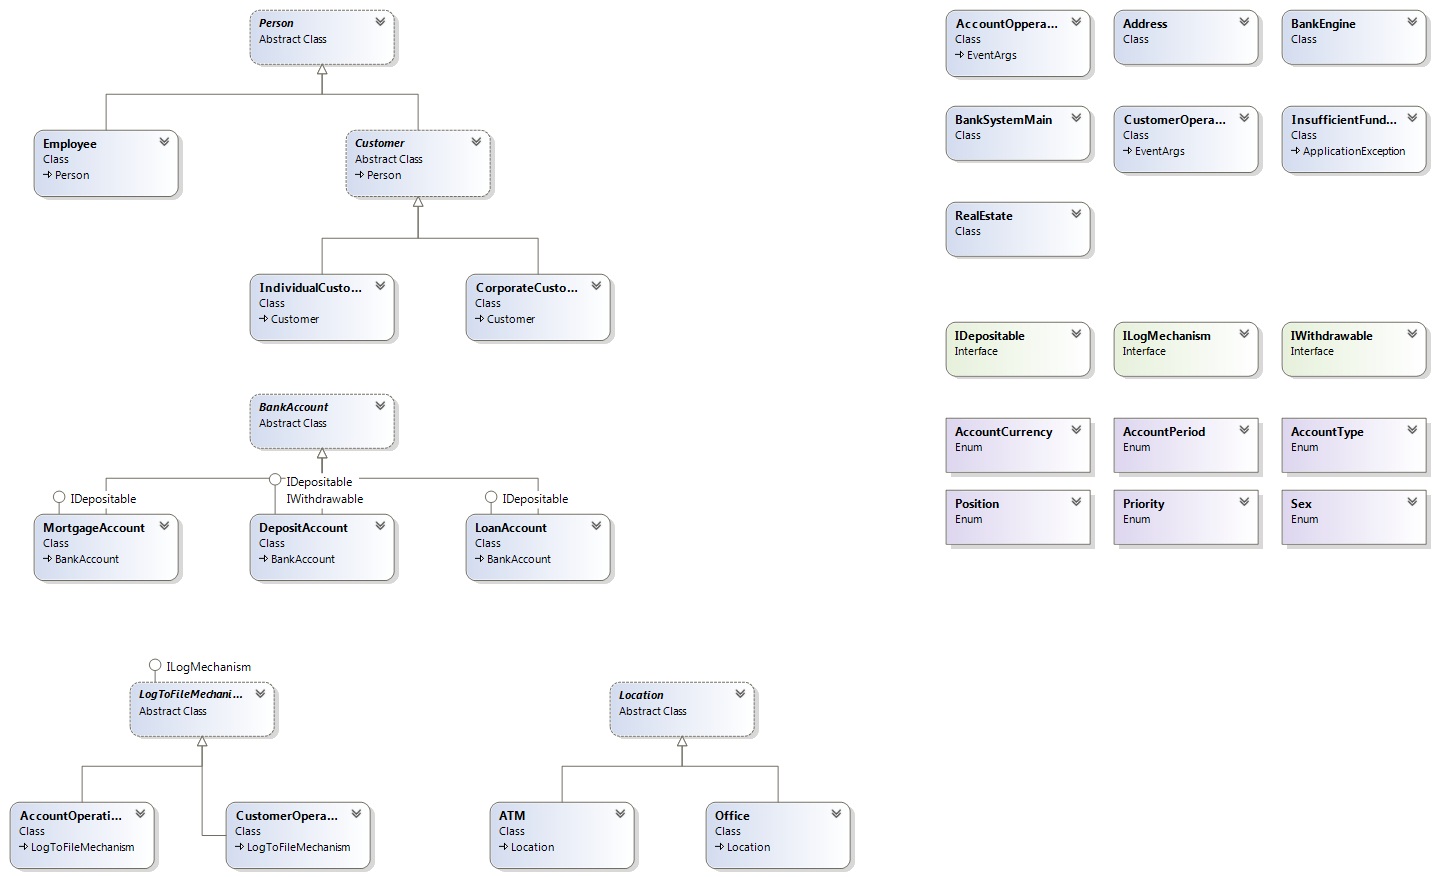 Person
Abstract Class
Employee
Class
Person
Customer
Abstract Class
Person
IndividualCusto...
Class
Customer
CorporateCusto...
Class
Customer
BankAccount
Abstract Class
IDepositable
IDepositable
IWithdrawable
IDepositable
MortgageAccount
Class
BankAccount
DepositAccount
Class
BankAccount
LoanAccount
Class
BankAccount
ILogMechanism
LogToFileMechani...
Abstract Class
AccountOperati...
Class
LogToFileMechanism
CustomerOpera...
Class
LogToFileMechanism
Location
Abstract Class
ATM
Class
Location
Office
Class
Location
AccountOppera...
Class
EventArgs
Address
Class
BankEngine
Class
BankSystemMain
Class
CustomerOpera...
Class
EventArgs
InsufficientFund...
Class
ApplicationException
RealEstate
Class
IDepositable
Interface
ILogMechanism
Interface
IWithdrawable
Interface
AccountCurrency
Enum
AccountPeriod
Enum
AccountType
Enum
Position
Enum
Priority
Enum
Sex
Enum